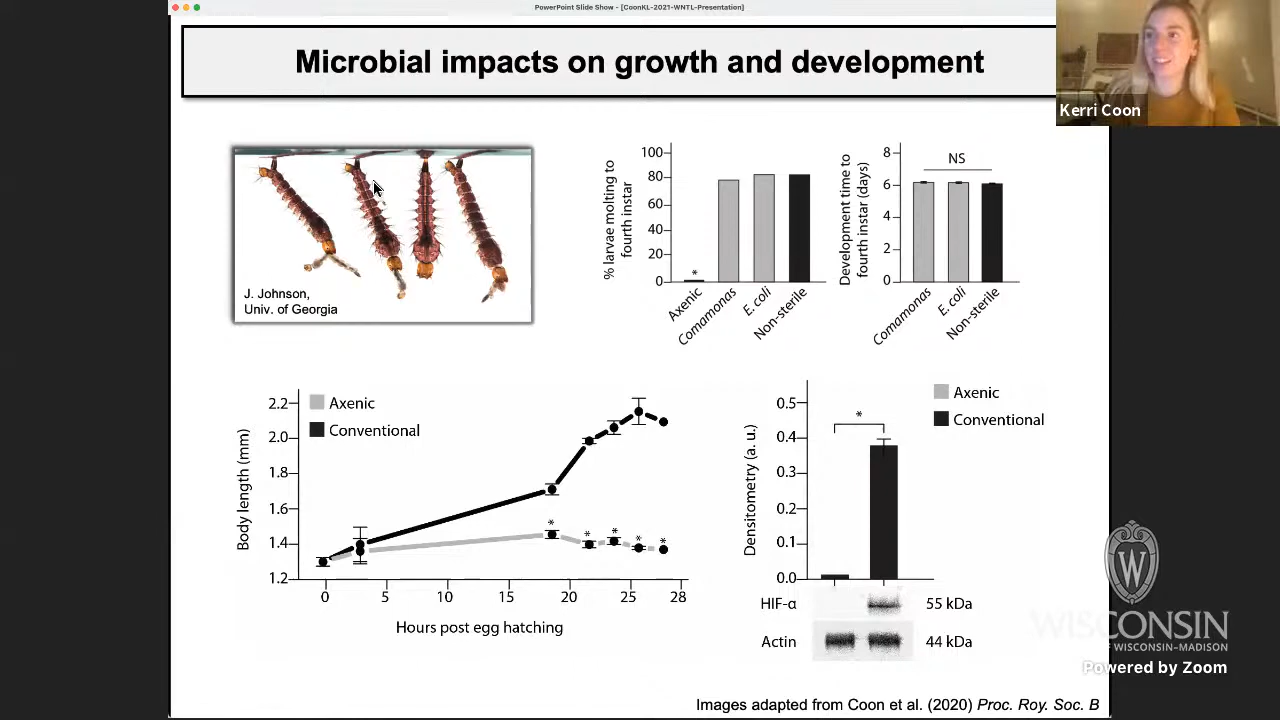 PowerPoint Slide Show - [CoonKL-2021-WNTL-Presentation]
Microbial impacts on growth and development
Kerri Coon
J. Johnson,
Univ. of Georgia
% larvae molting to
fourth instar
100
80
60
40
20
0
*
Axenic
Comamonas
E. coli
Non-sterile
Development time to
fourth instar (days)
8
6
4
2
0
NS
Comamonas
E. coli
Non-sterile
Body length (mm)
2.2
2.0
1.8
1.6
1.4
1.2
Axenic
Conventional
* * * * *
0 5 10 15 20 25 28
Hours post egg hatching
Densitometry (a. u.)
0.5
0.4
0.3
0.2
0.1
0.0
*
Axenic
Conventional
HIF-α 55 kDa
Actin 44 kDa
W
WISCONSIN
OF WISCONSIN–MADISON
Powered by Zoom
Images adapted from Coon et al. (2020) Proc. Roy. Soc. B